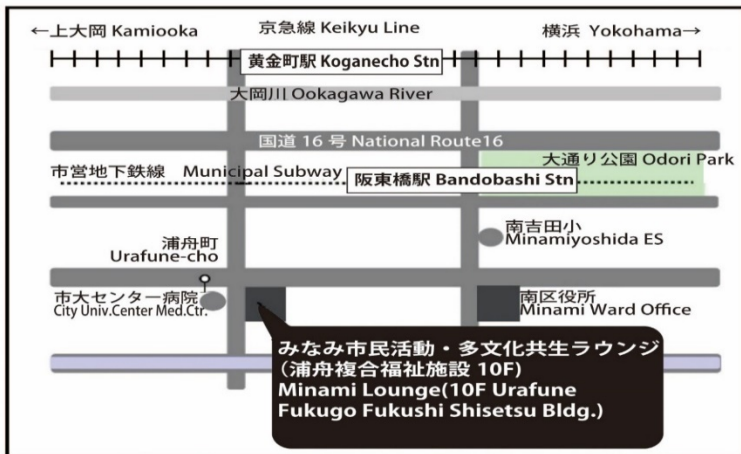 ←上大岡 Kamiooka
京急線 Keikyu Line
横浜 Yokohama→
黄金町駅 Koganecho Stn
大岡川 Ookagawa River
国道 16 号 National Route16
大通り公園 Odori Park
市営地下鉄線 Municipal Subway
阪東橋駅 Bandobashi Stn
浦舟町
Urafune-cho
南吉田小
Minamiyoshida ES
市大センター病院
City Univ.Center Med.Ctr.
南区役所
Minami Ward Office
みなみ市民活動・多文化共生ラウンジ
(浦舟複合福祉施設 10F)
Minami Lounge(10F Urafune
Fukugo Fukushi Shisetsu Bldg.)